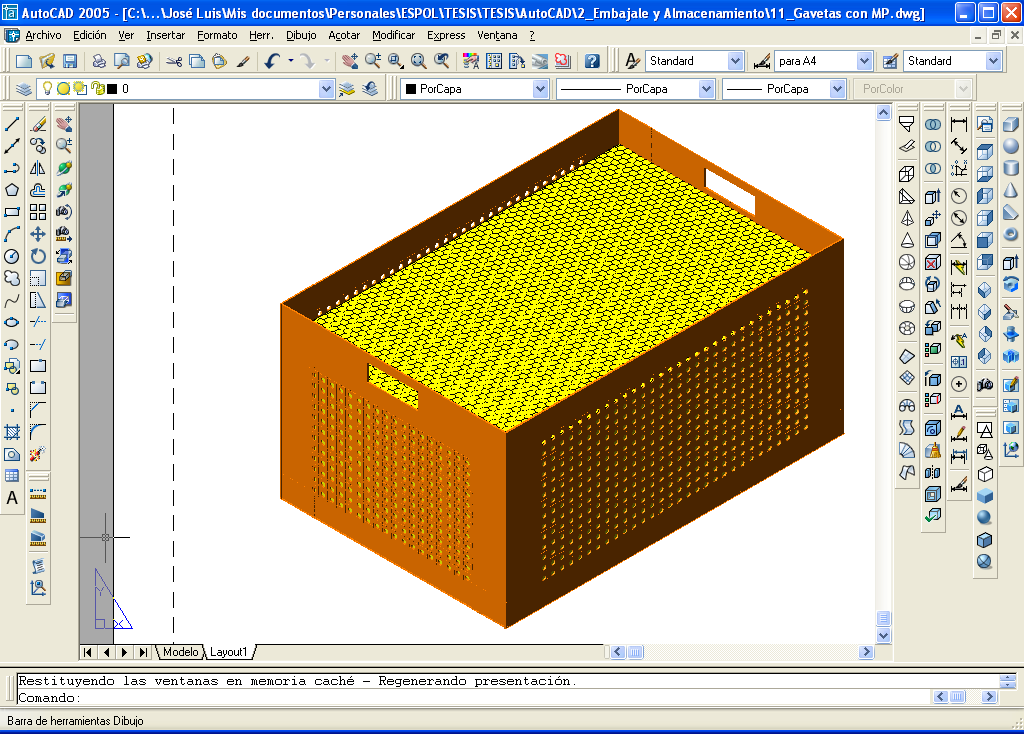 AutoCAD 2005 - [C:\...\José Luis\Mis documentos\Personales\ESPOL\TESIS\TESIS\AutoCAD\2_Embajale y Almacenamiento\11_Gavetas con MP.dwg]
Archivo Edición Ver Insertar Formato Herr. Dibujo Acotar Modificar Express Ventana ?
Standard para A4 Standard
0 PorCapa PorCapa PorCapa PorColor
A
Y
X
Modelo Layout1
Restituyendo las ventanas en memoria caché - Regenerando presentación.
Comando:
Barra de herramientas Dibujo